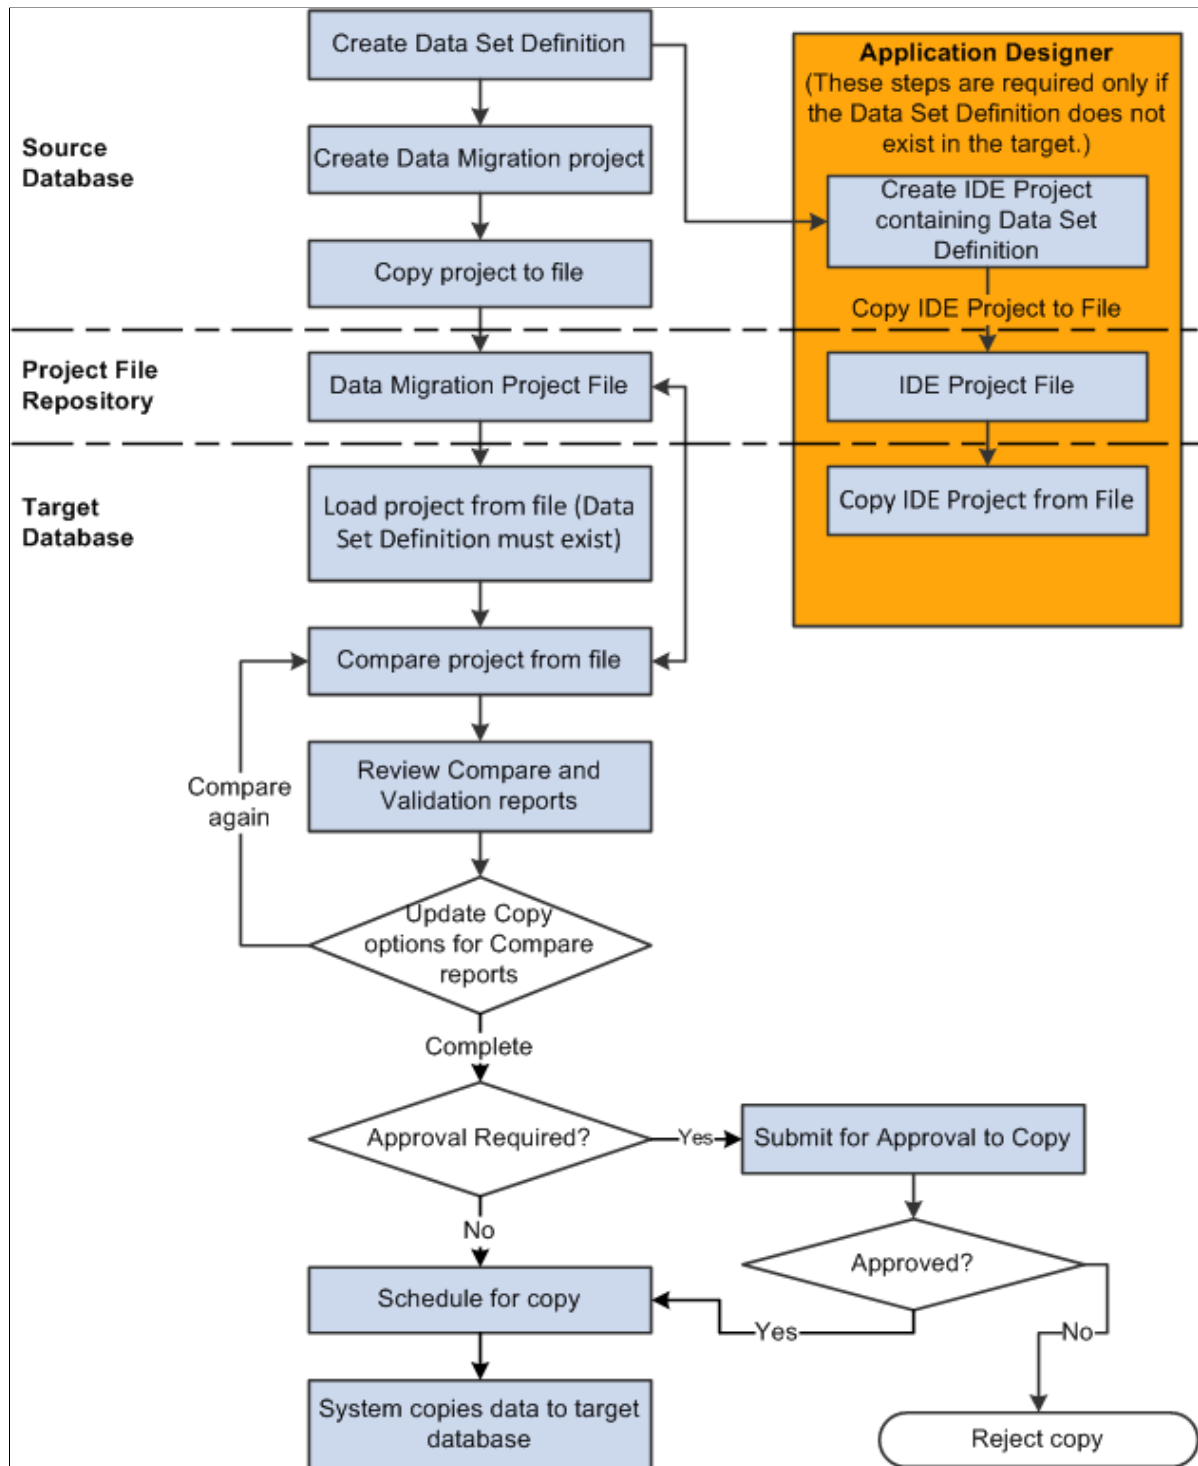 Create Data Set Definition
Application Designer
(These steps are required only if
the Data Set Definition does not
exist in the target.)
Source
Database
Create Data Migration project
Create IDE Project
containing Data Set
Definition
Copy project to file
Copy IDE Project to File
Project File
Repository
Data Migration Project File
IDE Project File
Target
Database
Load project from file (Data
Set Definition must exist)
Copy IDE Project from File
Compare project from file
Review Compare and
Validation reports
Compare
again
Update Copy
options for Compare
reports
Complete
Approval Required?
Yes
Submit for Approval to Copy
No
Approved?
Schedule for copy
Yes
No
System copies data to target
database
Reject copy